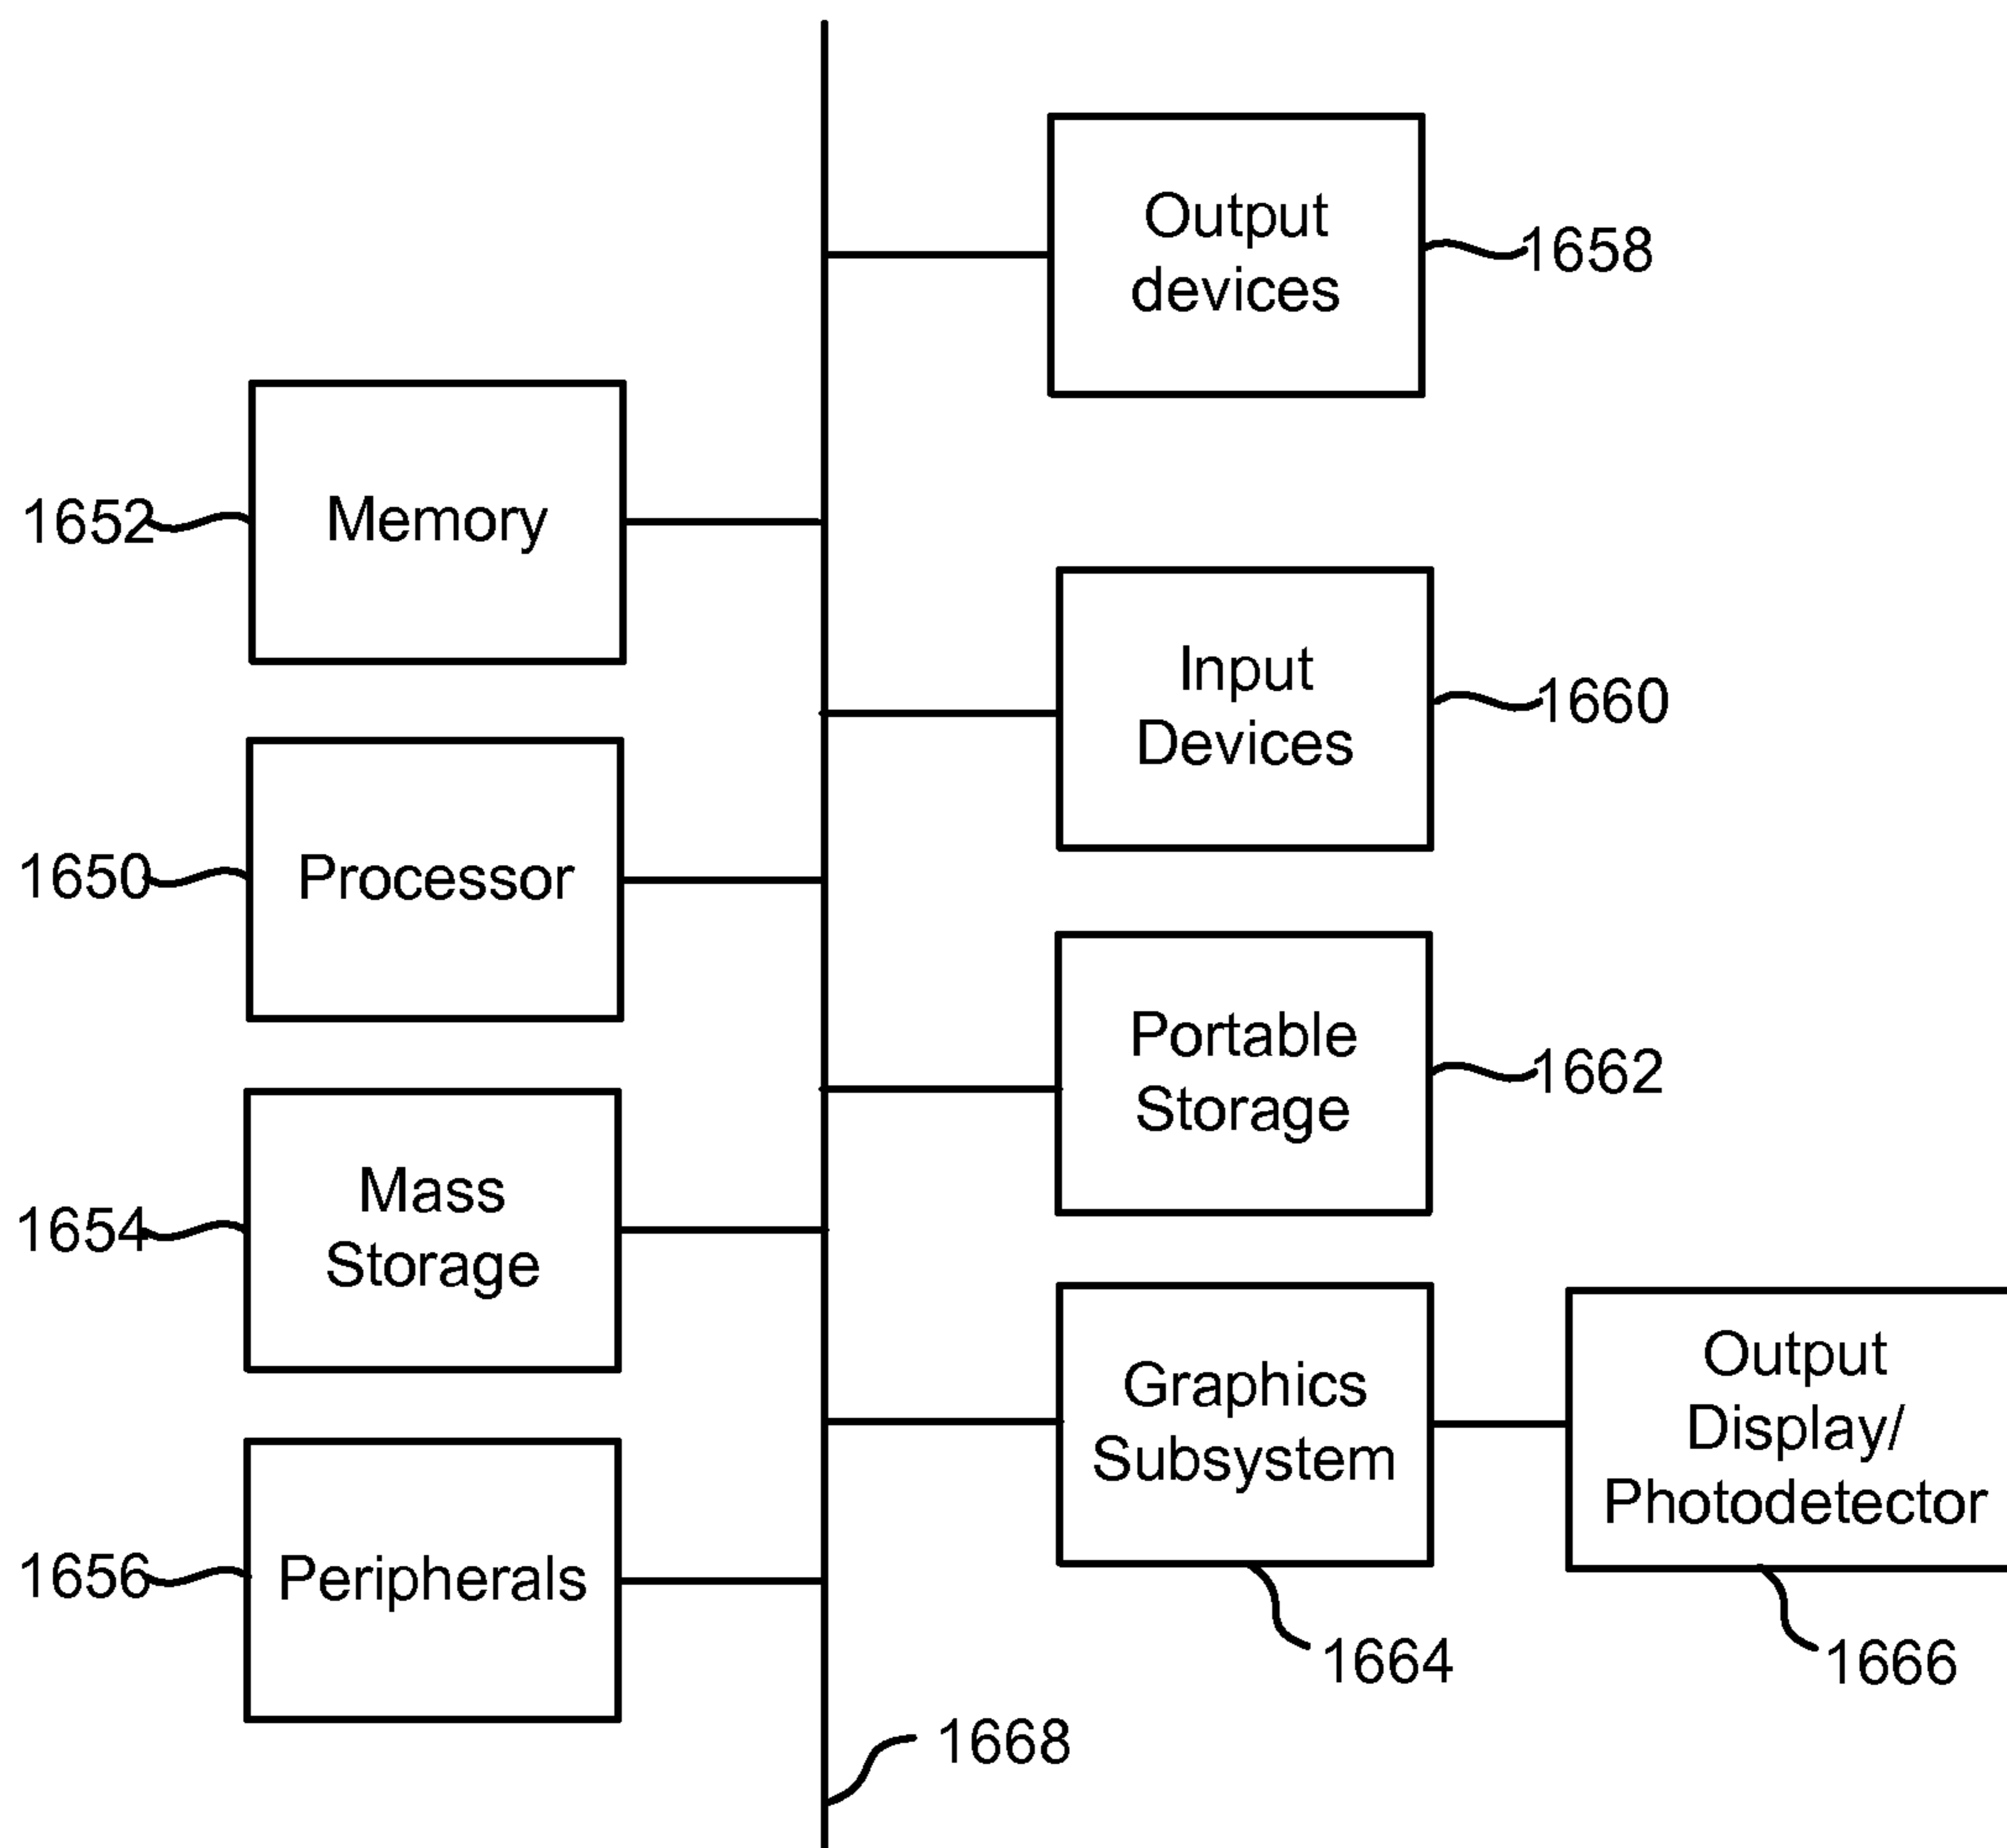 Output
devices
1658
1652
Memory
Input
Devices
1660
1650
Processor
Portable
Storage
1662
1654
Mass
Storage
Graphics
Subsystem
Output
Display/
Photodetector
1656
Peripherals
1664
1666
1668